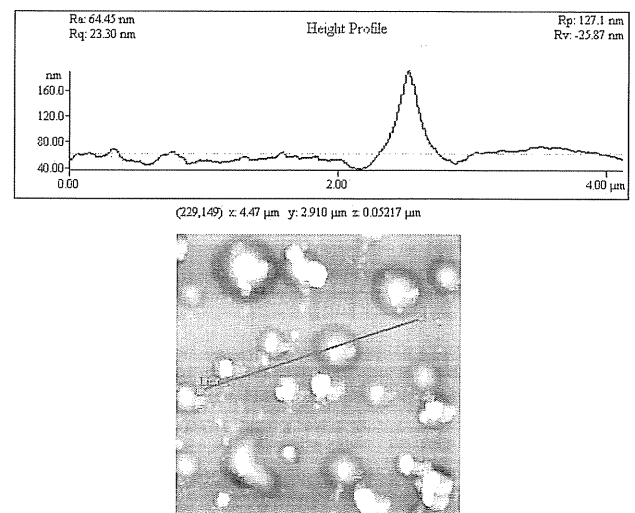 Ra: 64.45 nm
Rq: 23.30 nm
Height Profile
Rp: 127.1 nm
Rv: -25.87 nm
nm
160.0
120.0
80.00
40.00
0.00 2.00 4.00 µm
(229,149) x: 4.47 µm y: 2.910 µm z: 0.05217 µm